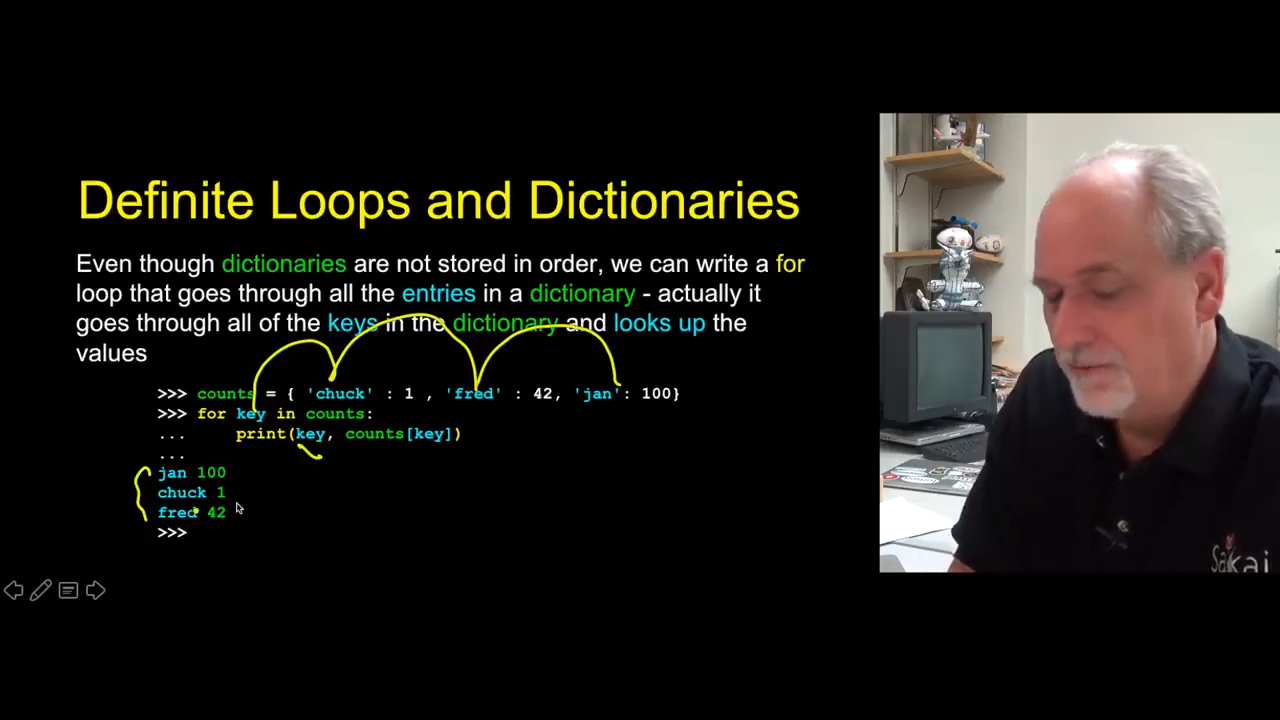 Definite Loops and Dictionaries
Even though dictionaries are not stored in order, we can write a for
loop that goes through all the entries in a dictionary - actually it
goes through all of the keys in the dictionary and looks up the
values
>>> counts = { 'chuck' : 1 , 'fred' : 42, 'jan': 100}
>>> for key in counts:
...     print(key, counts[key])
...
jan 100
chuck 1
fred 42
>>>
Sakai